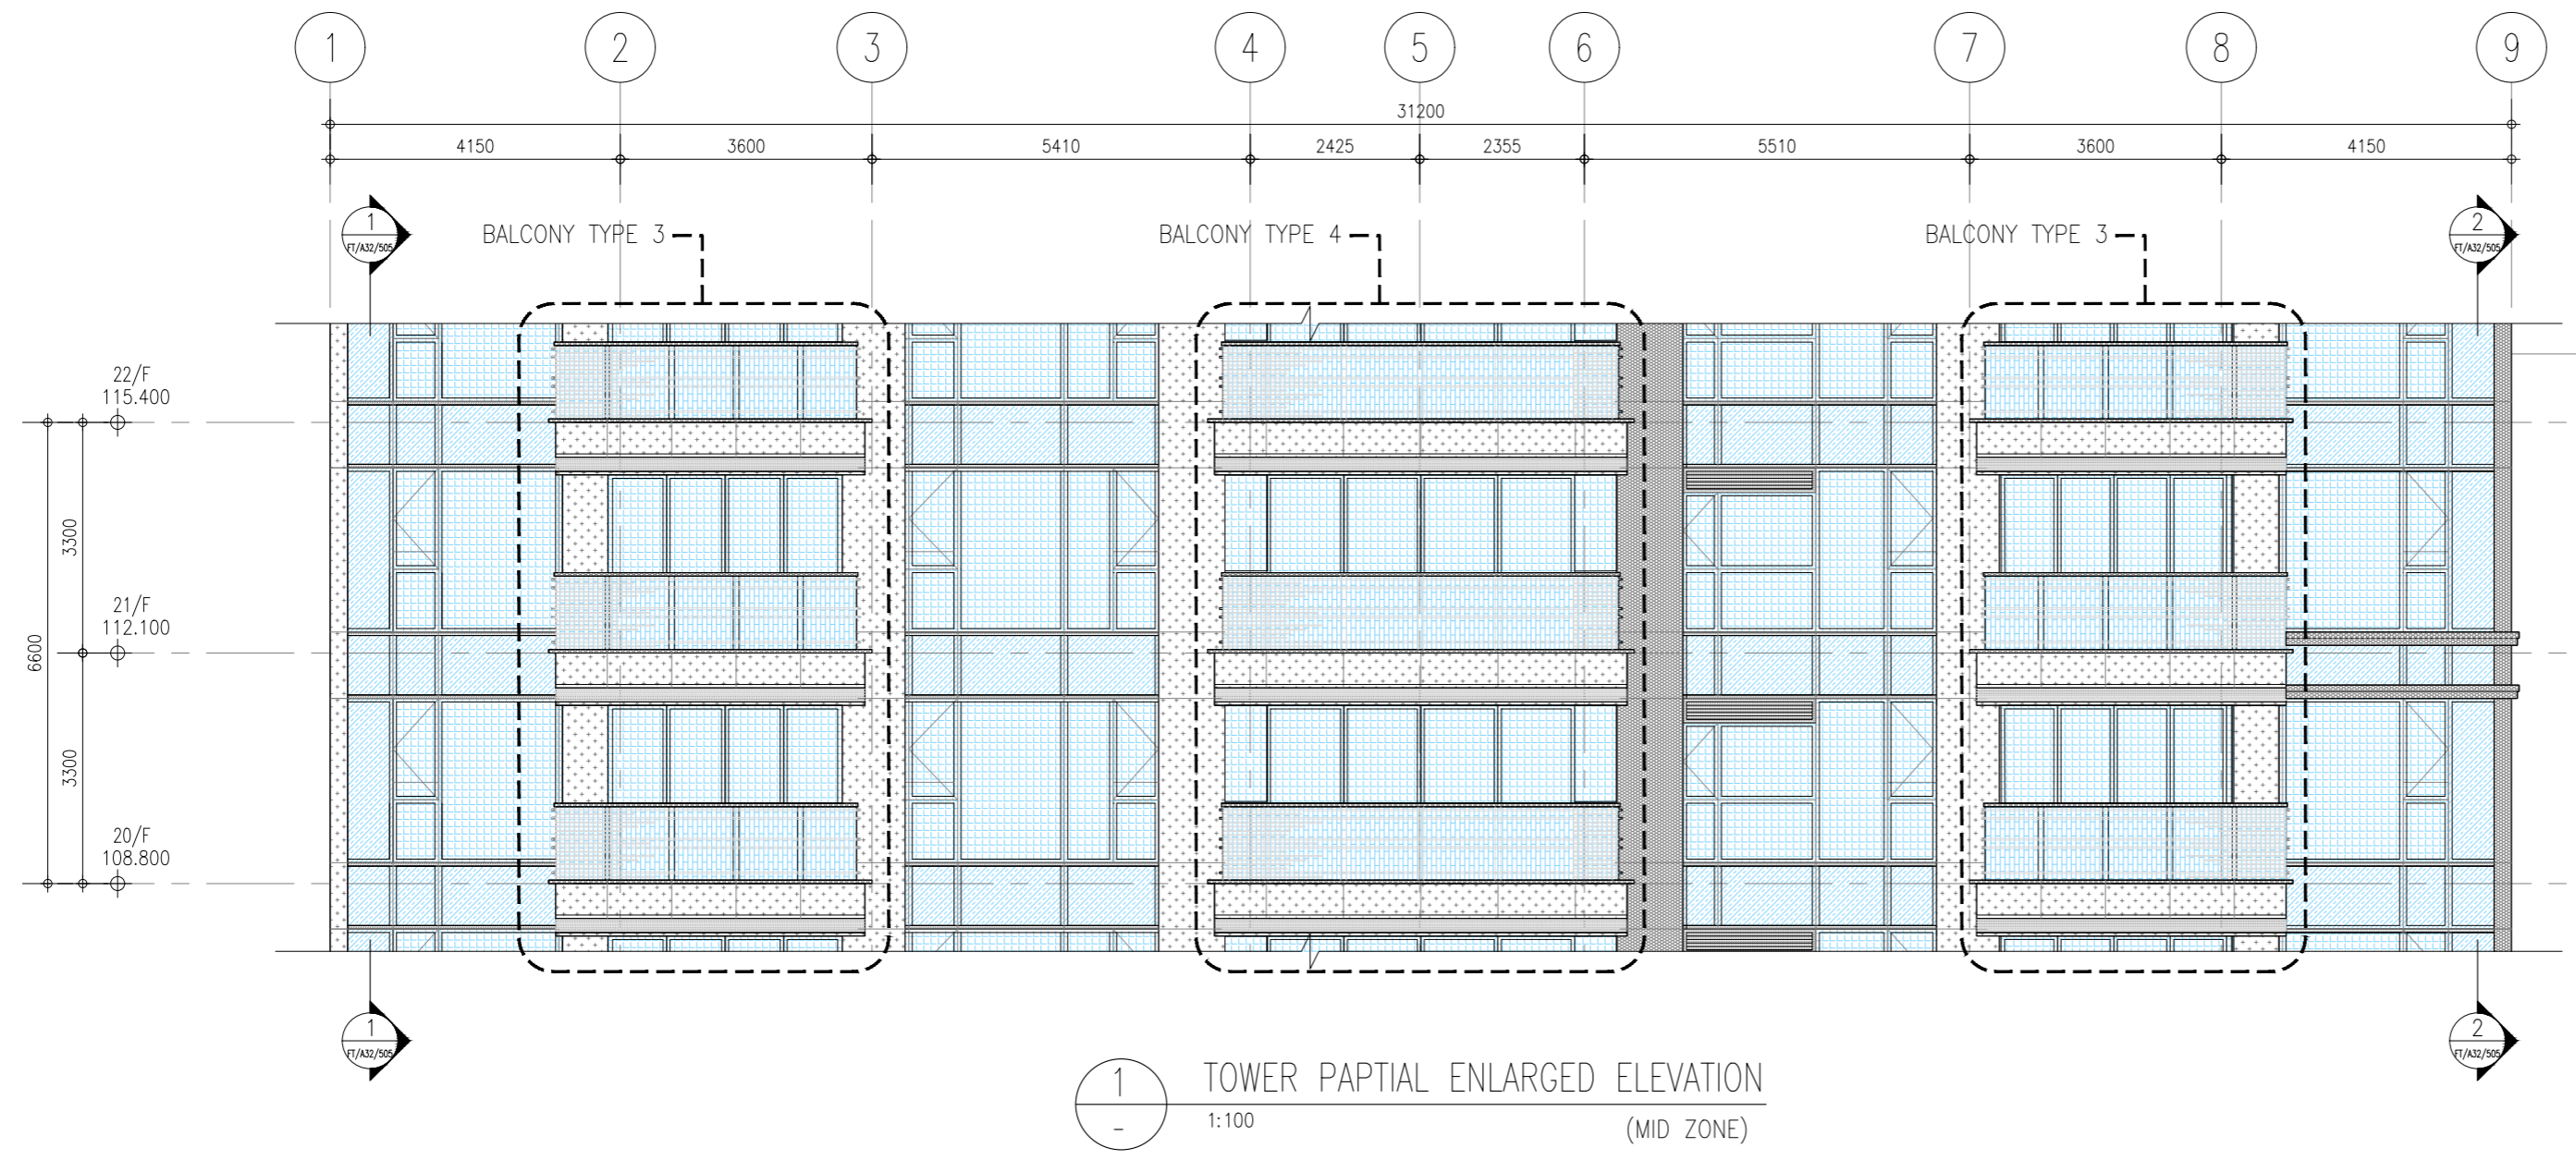 1 2 3 4 5 6 7 8 9
31200
4150 3600 5410 2425 2355 5510 3600 4150
1
FT/A32/505
BALCONY TYPE 3
BALCONY TYPE 4
BALCONY TYPE 3
2
FT/A32/505
22/F
115.400
3300
21/F
112.100
6600
3300
20/F
108.800
1
FT/A32/505
2
FT/A32/505
1
-
TOWER PAPTIAL ENLARGED ELEVATION
1:100
(MID ZONE)